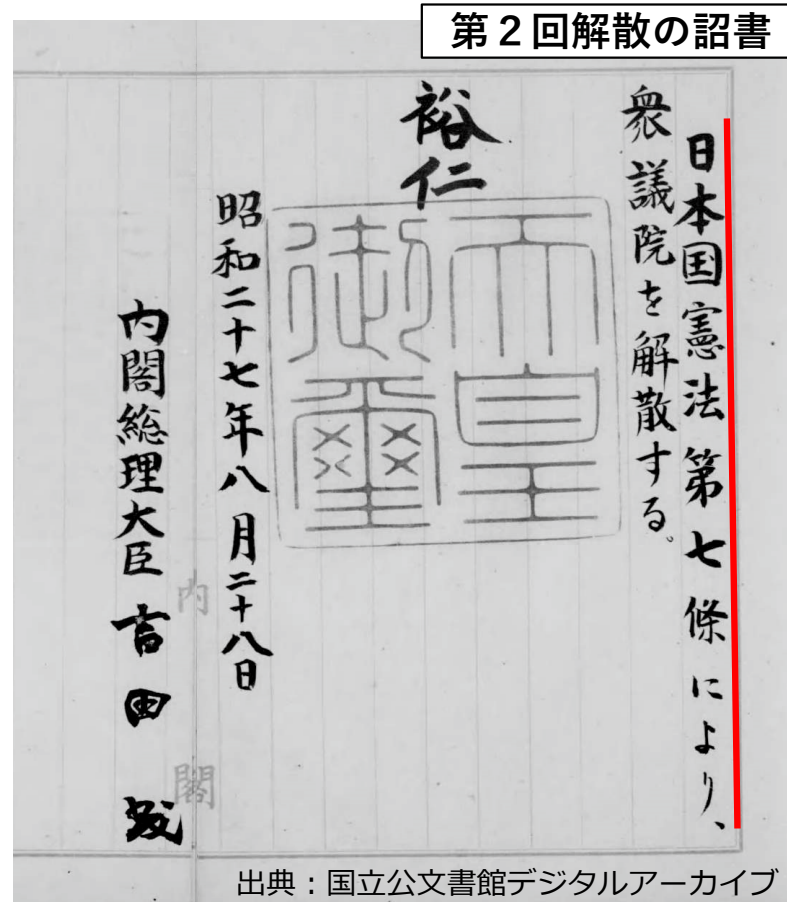 第２回解散の詔書
日本国憲法第七條により、
衆議院を解散する。
裕仁
天皇
御璽
昭和二十七年八月二十八日
内閣総理大臣 吉田 茂
内閣
出典：国立公文書館デジタルアーカイブ